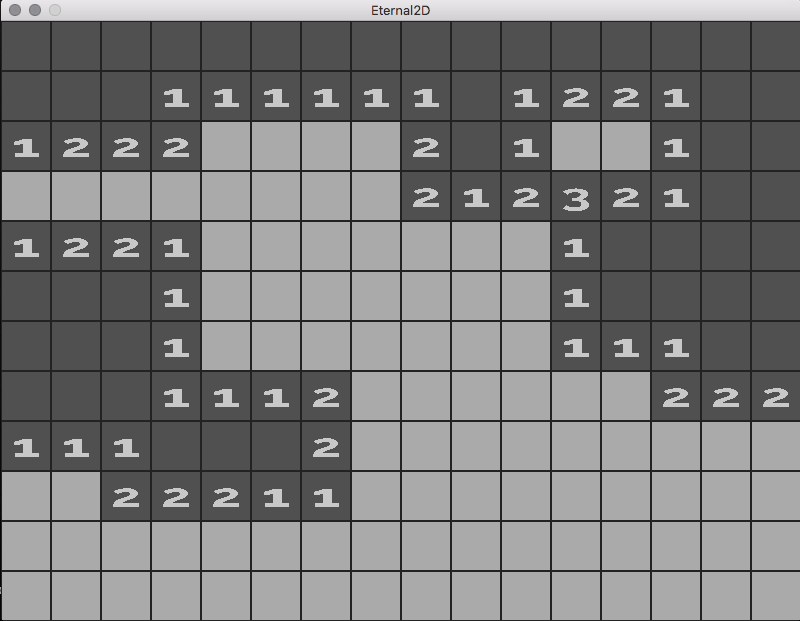 Eternal2D
1 1 1 1 1 1 1 2 2 1
1 2 2 2 2 1 1
2 1 2 3 2 1
1 2 2 1 1
1 1
1 1 1 1
1 1 1 2 2 2 2
1 1 1 2
2 2 2 1 1